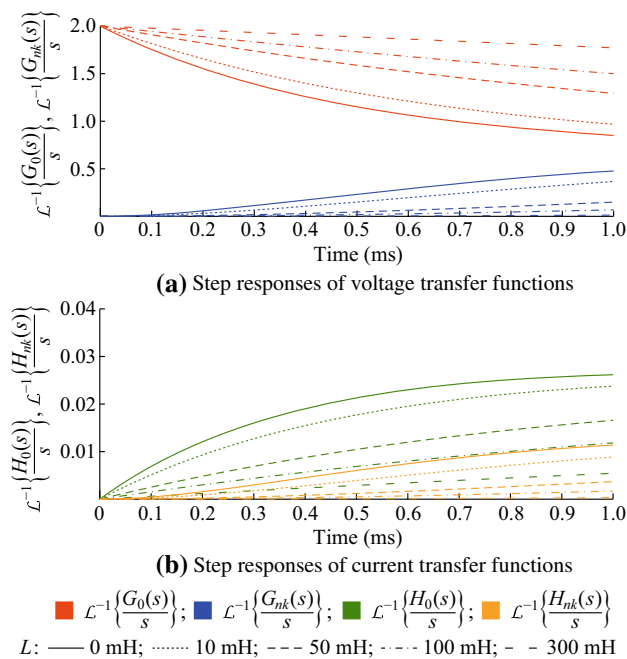 ℒ⁻¹{G₀(s)/s}, ℒ⁻¹{Gₙₖ(s)/s}
2.0
1.5
1.0
0.5
0 0.1 0.2 0.3 0.4 0.5 0.6 0.7 0.8 0.9 1.0
Time (ms)
(a) Step responses of voltage transfer functions
ℒ⁻¹{H₀(s)/s}, ℒ⁻¹{Hₙₖ(s)/s}
0.04
0.03
0.02
0.01
0 0.1 0.2 0.3 0.4 0.5 0.6 0.7 0.8 0.9 1.0
Time (ms)
(b) Step responses of current transfer functions
ℒ⁻¹{G₀(s)/s}; ℒ⁻¹{Gₙₖ(s)/s}; ℒ⁻¹{H₀(s)/s}; ℒ⁻¹{Hₙₖ(s)/s}
L: 0 mH; 10 mH; 50 mH; 100 mH; 300 mH